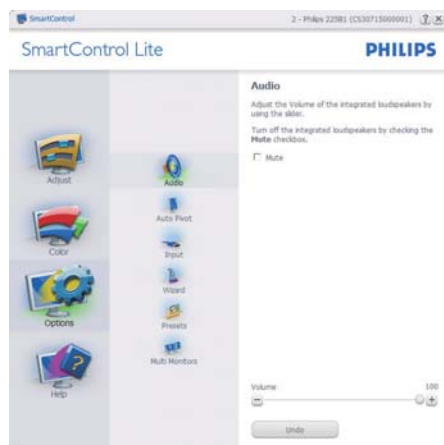 SmartControl
2 - Philips 225B1 (CS30715000001)
SmartControl Lite
PHILIPS
Adjust
Color
Options
Help
Audio
Auto Pivot
Input
Wizard
Presets
Multi Monitors
Audio
Adjust the Volume of the integrated loudspeakers by
using the slider.
Turn off the integrated loudspeakers by checking the
Mute checkbox.
Mute
Volume 100
Undo